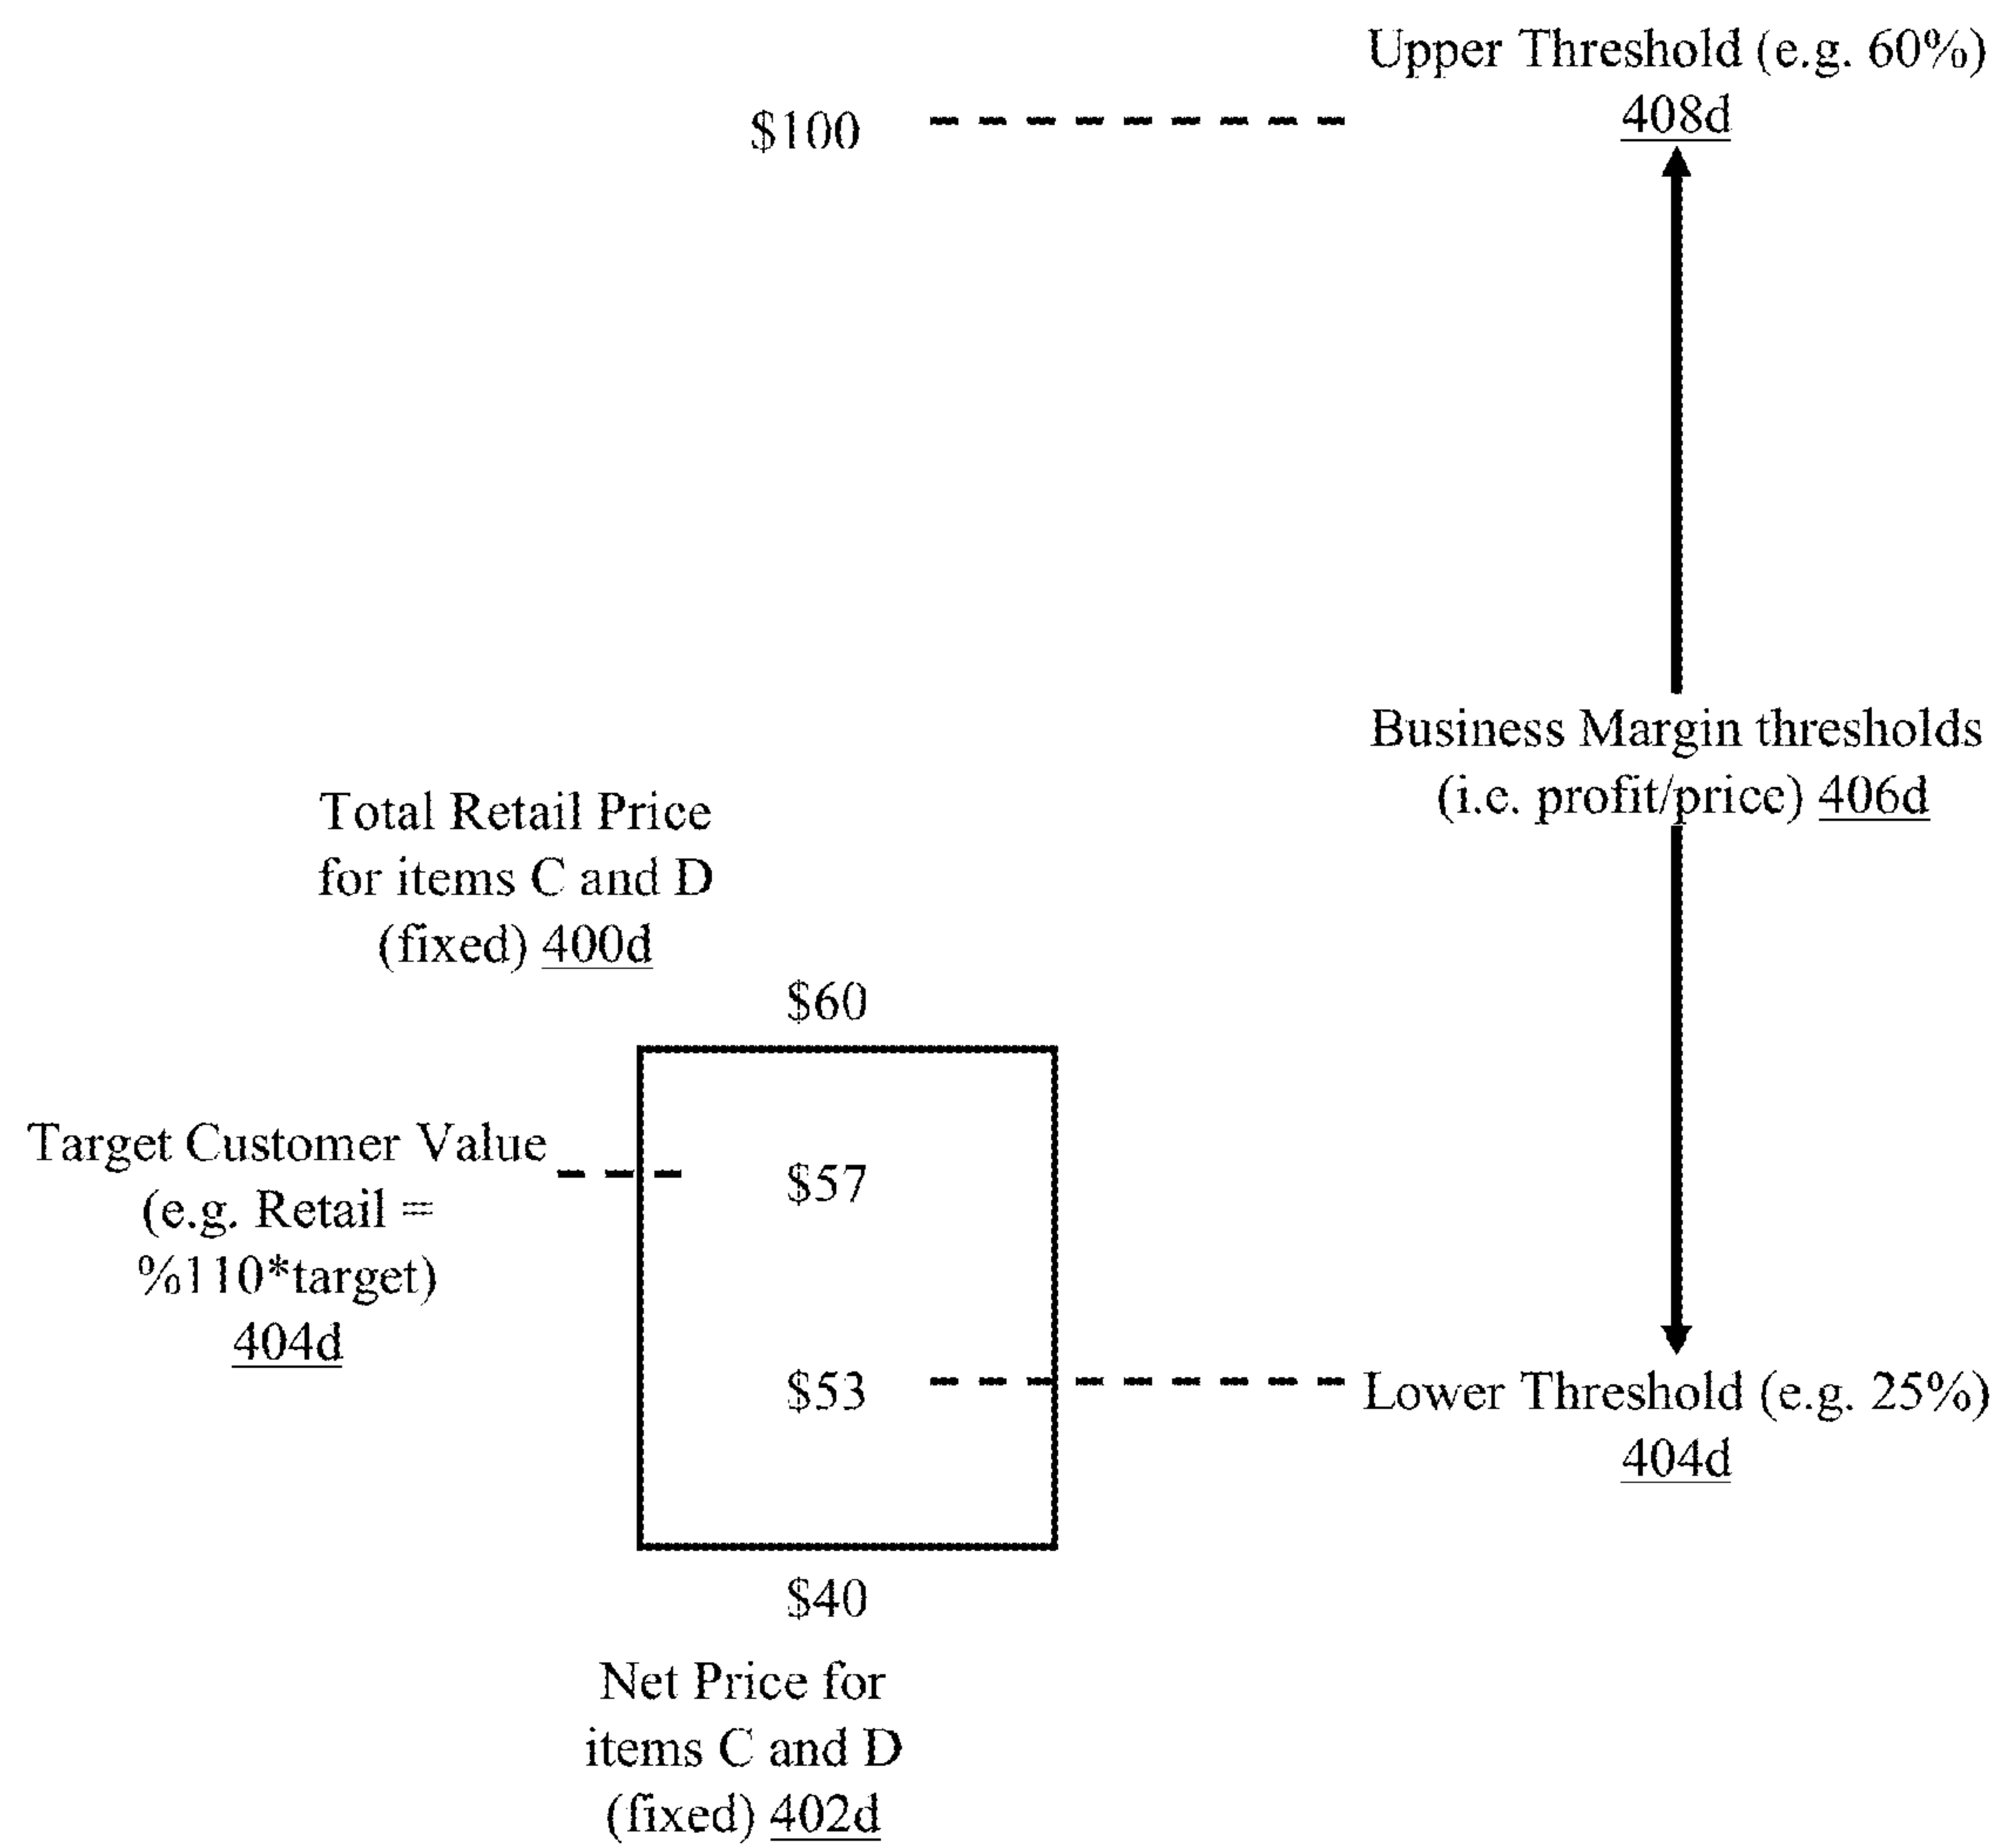 Upper Threshold (e.g. 60%)
408d
$100
Business Margin thresholds
(i.e. profit/price) 406d
Total Retail Price
for items C and D
(fixed) 400d
$60
Target Customer Value
(e.g. Retail =
%110*target)
404d
$57
$53
Lower Threshold (e.g. 25%)
404d
$40
Net Price for
items C and D
(fixed) 402d